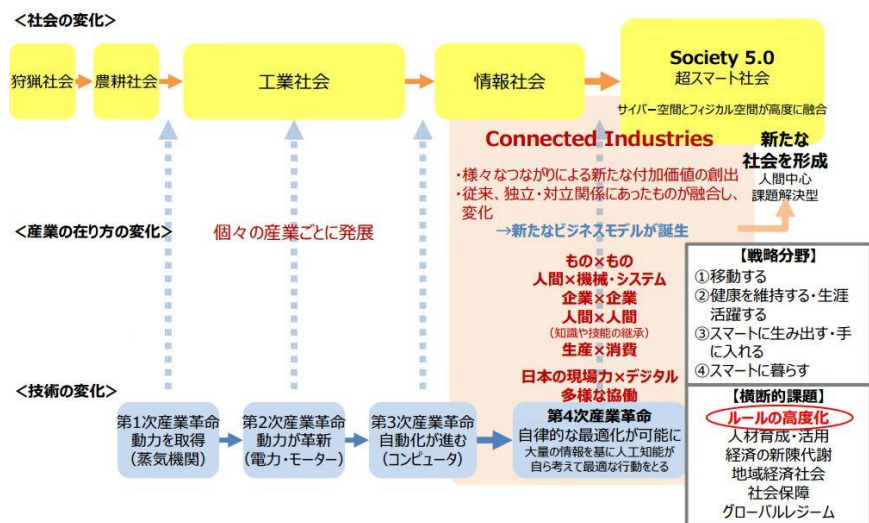 <社会の変化>
狩猟社会
農耕社会
工業社会
情報社会
Society 5.0
超スマート社会
サイバー空間とフィジカル空間が高度に融合
Connected Industries
・様々なつながりによる新たな付加価値の創出
・従来、独立・対立関係にあったものが融合し、
変化
→新たなビジネスモデルが誕生
新たな
社会を形成
人間中心
課題解決型
<産業の在り方の変化>
個々の産業ごとに発展
もの×もの
人間×機械・システム
企業×企業
人間×人間
(知識や技能の継承)
生産×消費
日本の現場力×デジタル
多様な協働
【戦略分野】
①移動する
②健康を維持する・生涯
活躍する
③スマートに生み出す・手
に入れる
④スマートに暮らす
<技術の変化>
第1次産業革命
動力を取得
(蒸気機関)
第2次産業革命
動力が革新
(電力・モーター)
第3次産業革命
自動化が進む
(コンピュータ)
第4次産業革命
自律的な最適化が可能に
大量の情報を基に人工知能が
自ら考えて最適な行動をとる
【横断的課題】
ルールの高度化
人材育成・活用
経済の新陳代謝
地域経済社会
社会保障
グローバルレジーム